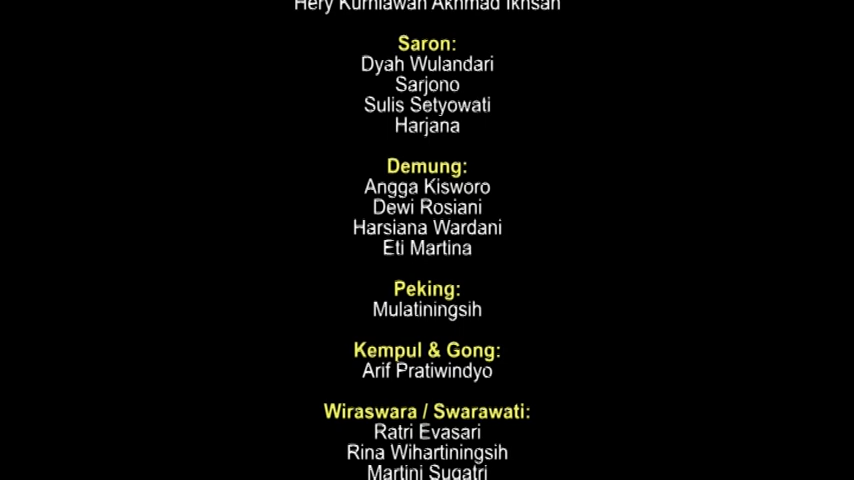 Hery Kurniawan Akhmad Ikhsan
Saron:
Dyah Wulandari
Sarjono
Sulis Setyowati
Harjana
Demung:
Angga Kisworo
Dewi Rosiani
Harsiana Wardani
Eti Martina
Peking:
Mulatiningsih
Kempul & Gong:
Arif Pratiwindyo
Wiraswara / Swarawati:
Ratri Evasari
Rina Wihartiningsih
Martini Sugatri